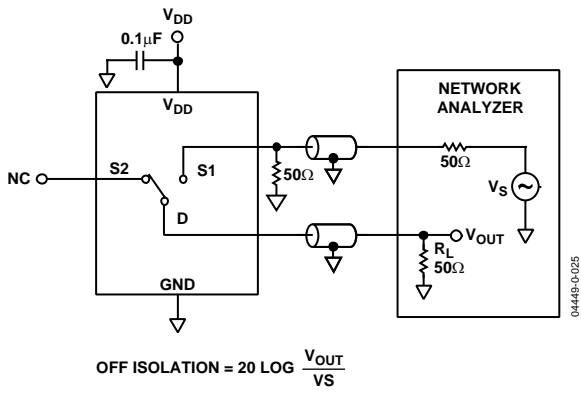 VDD
0.1μF
VDD
NETWORK
ANALYZER
S2
S1
NC
50Ω
50Ω
VS
D
VOUT
RL
50Ω
GND
04449-0-025
OFF ISOLATION = 20 LOG VOUT
VS